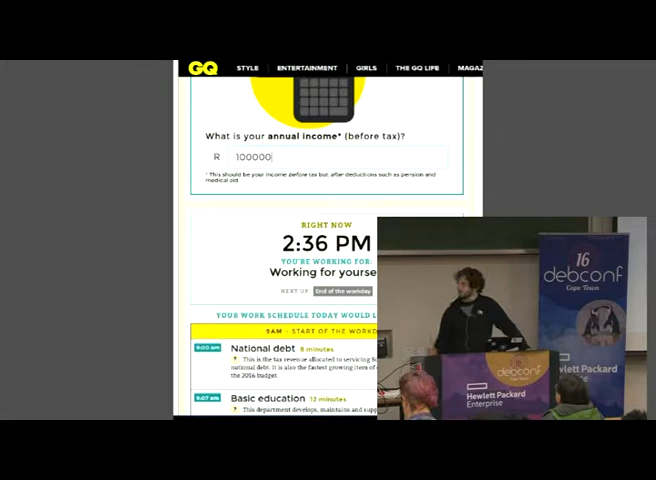 GQ STYLE ENTERTAINMENT GIRLS THE GQ LIFE MAGAZ
What is your annual income* (before tax)?
R 100000
* This should be your income before tax but after deductions such as pension and
medical aid
RIGHT NOW
2:36 PM
YOU'RE WORKING FOR:
Working for yourse
NEXT UP End of the workday
YOUR WORK SCHEDULE TODAY WOULD L
9AM - START OF THE WORKD
9:00 am National debt 8 minutes
? This is the tax revenue allocated to servicing S
national debt. It is also the fastest growing item of
the 2016 budget
9:07 am Basic education 12 minutes
? This department develops, maintains and supp
16
debconf
Cape Town
Hewlett Packard
debconf
Cape Town
Hewlett Packard
Enterprise